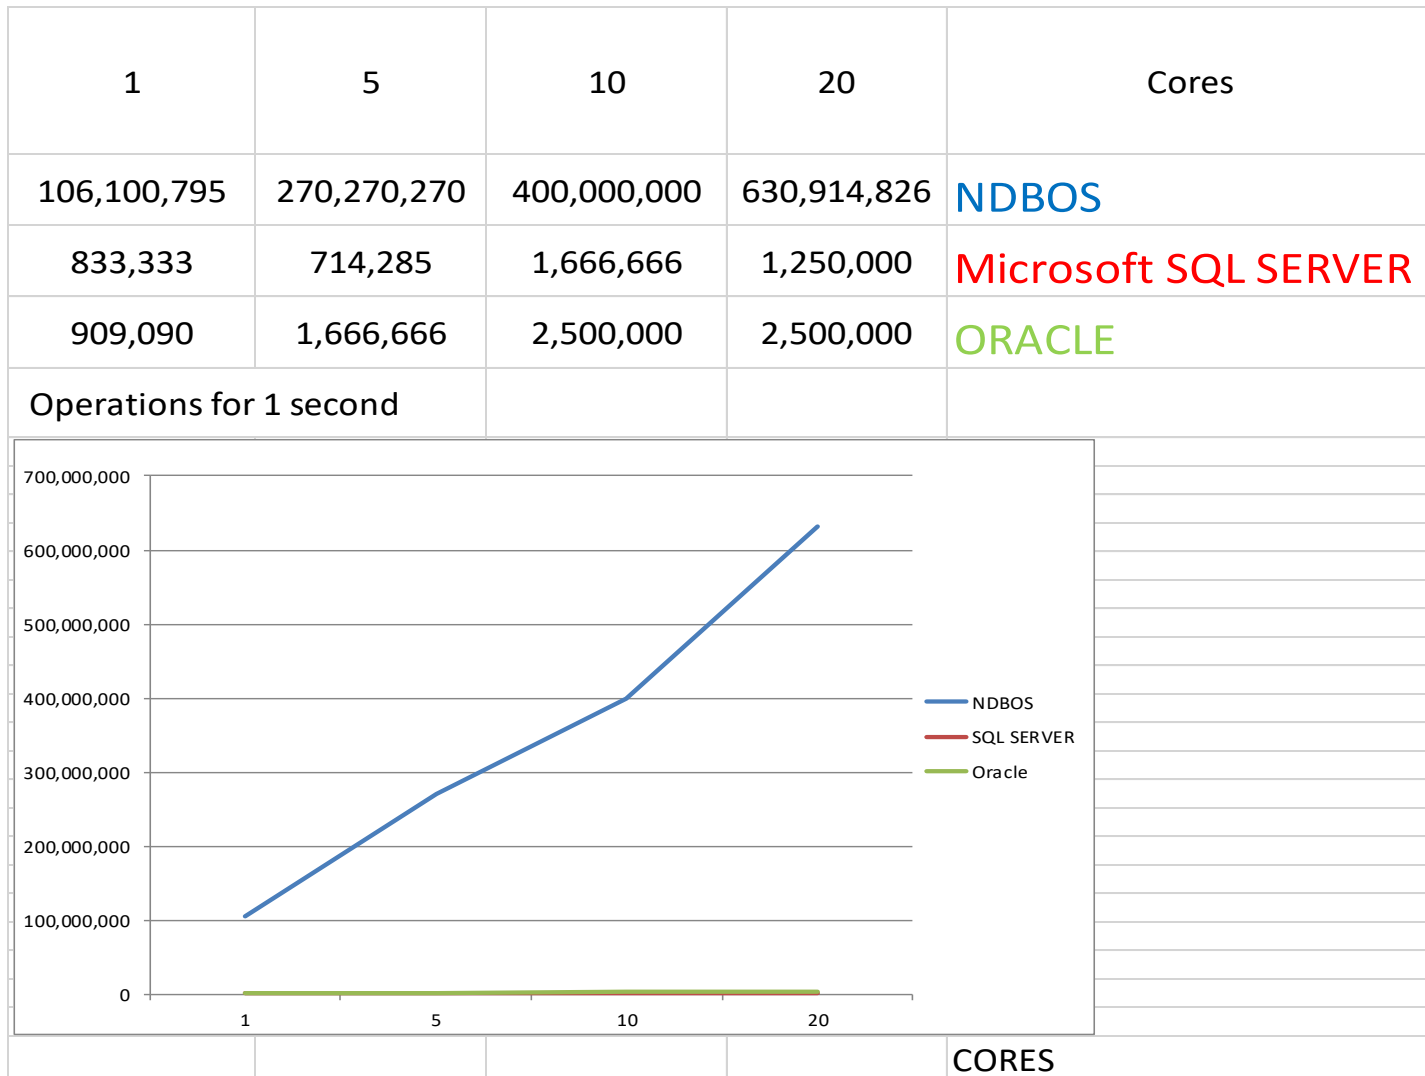 1 5 10 20 Cores
106,100,795 270,270,270 400,000,000 630,914,826 NDBOS
833,333 714,285 1,666,666 1,250,000 Microsoft SQL SERVER
909,090 1,666,666 2,500,000 2,500,000 ORACLE
Operations for 1 second
700,000,000
600,000,000
500,000,000
400,000,000
300,000,000
200,000,000
100,000,000
0
1 5 10 20
NDBOS
SQL SERVER
Oracle
CORES